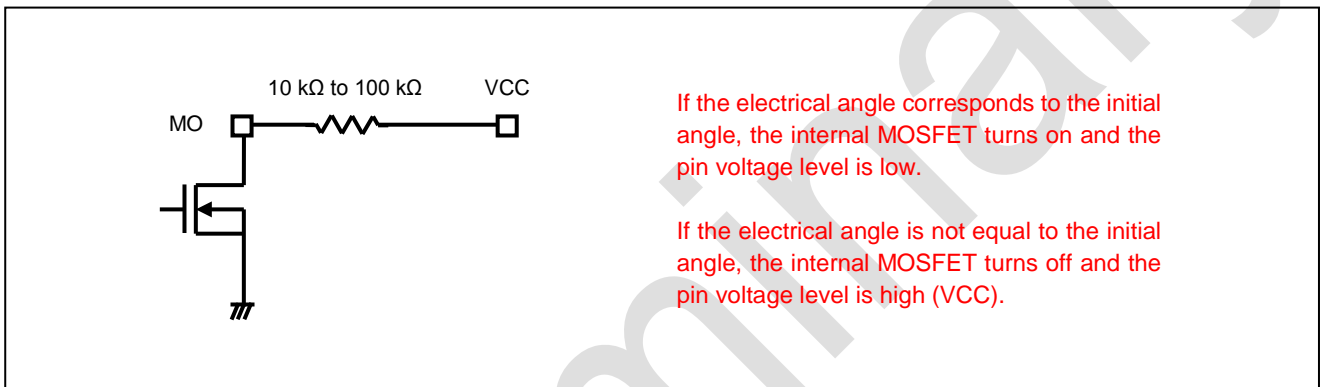 10 kΩ to 100 kΩ
VCC
MO
If the electrical angle corresponds to the initial
angle, the internal MOSFET turns on and the
pin voltage level is low.
If the electrical angle is not equal to the initial
angle, the internal MOSFET turns off and the
pin voltage level is high (VCC).